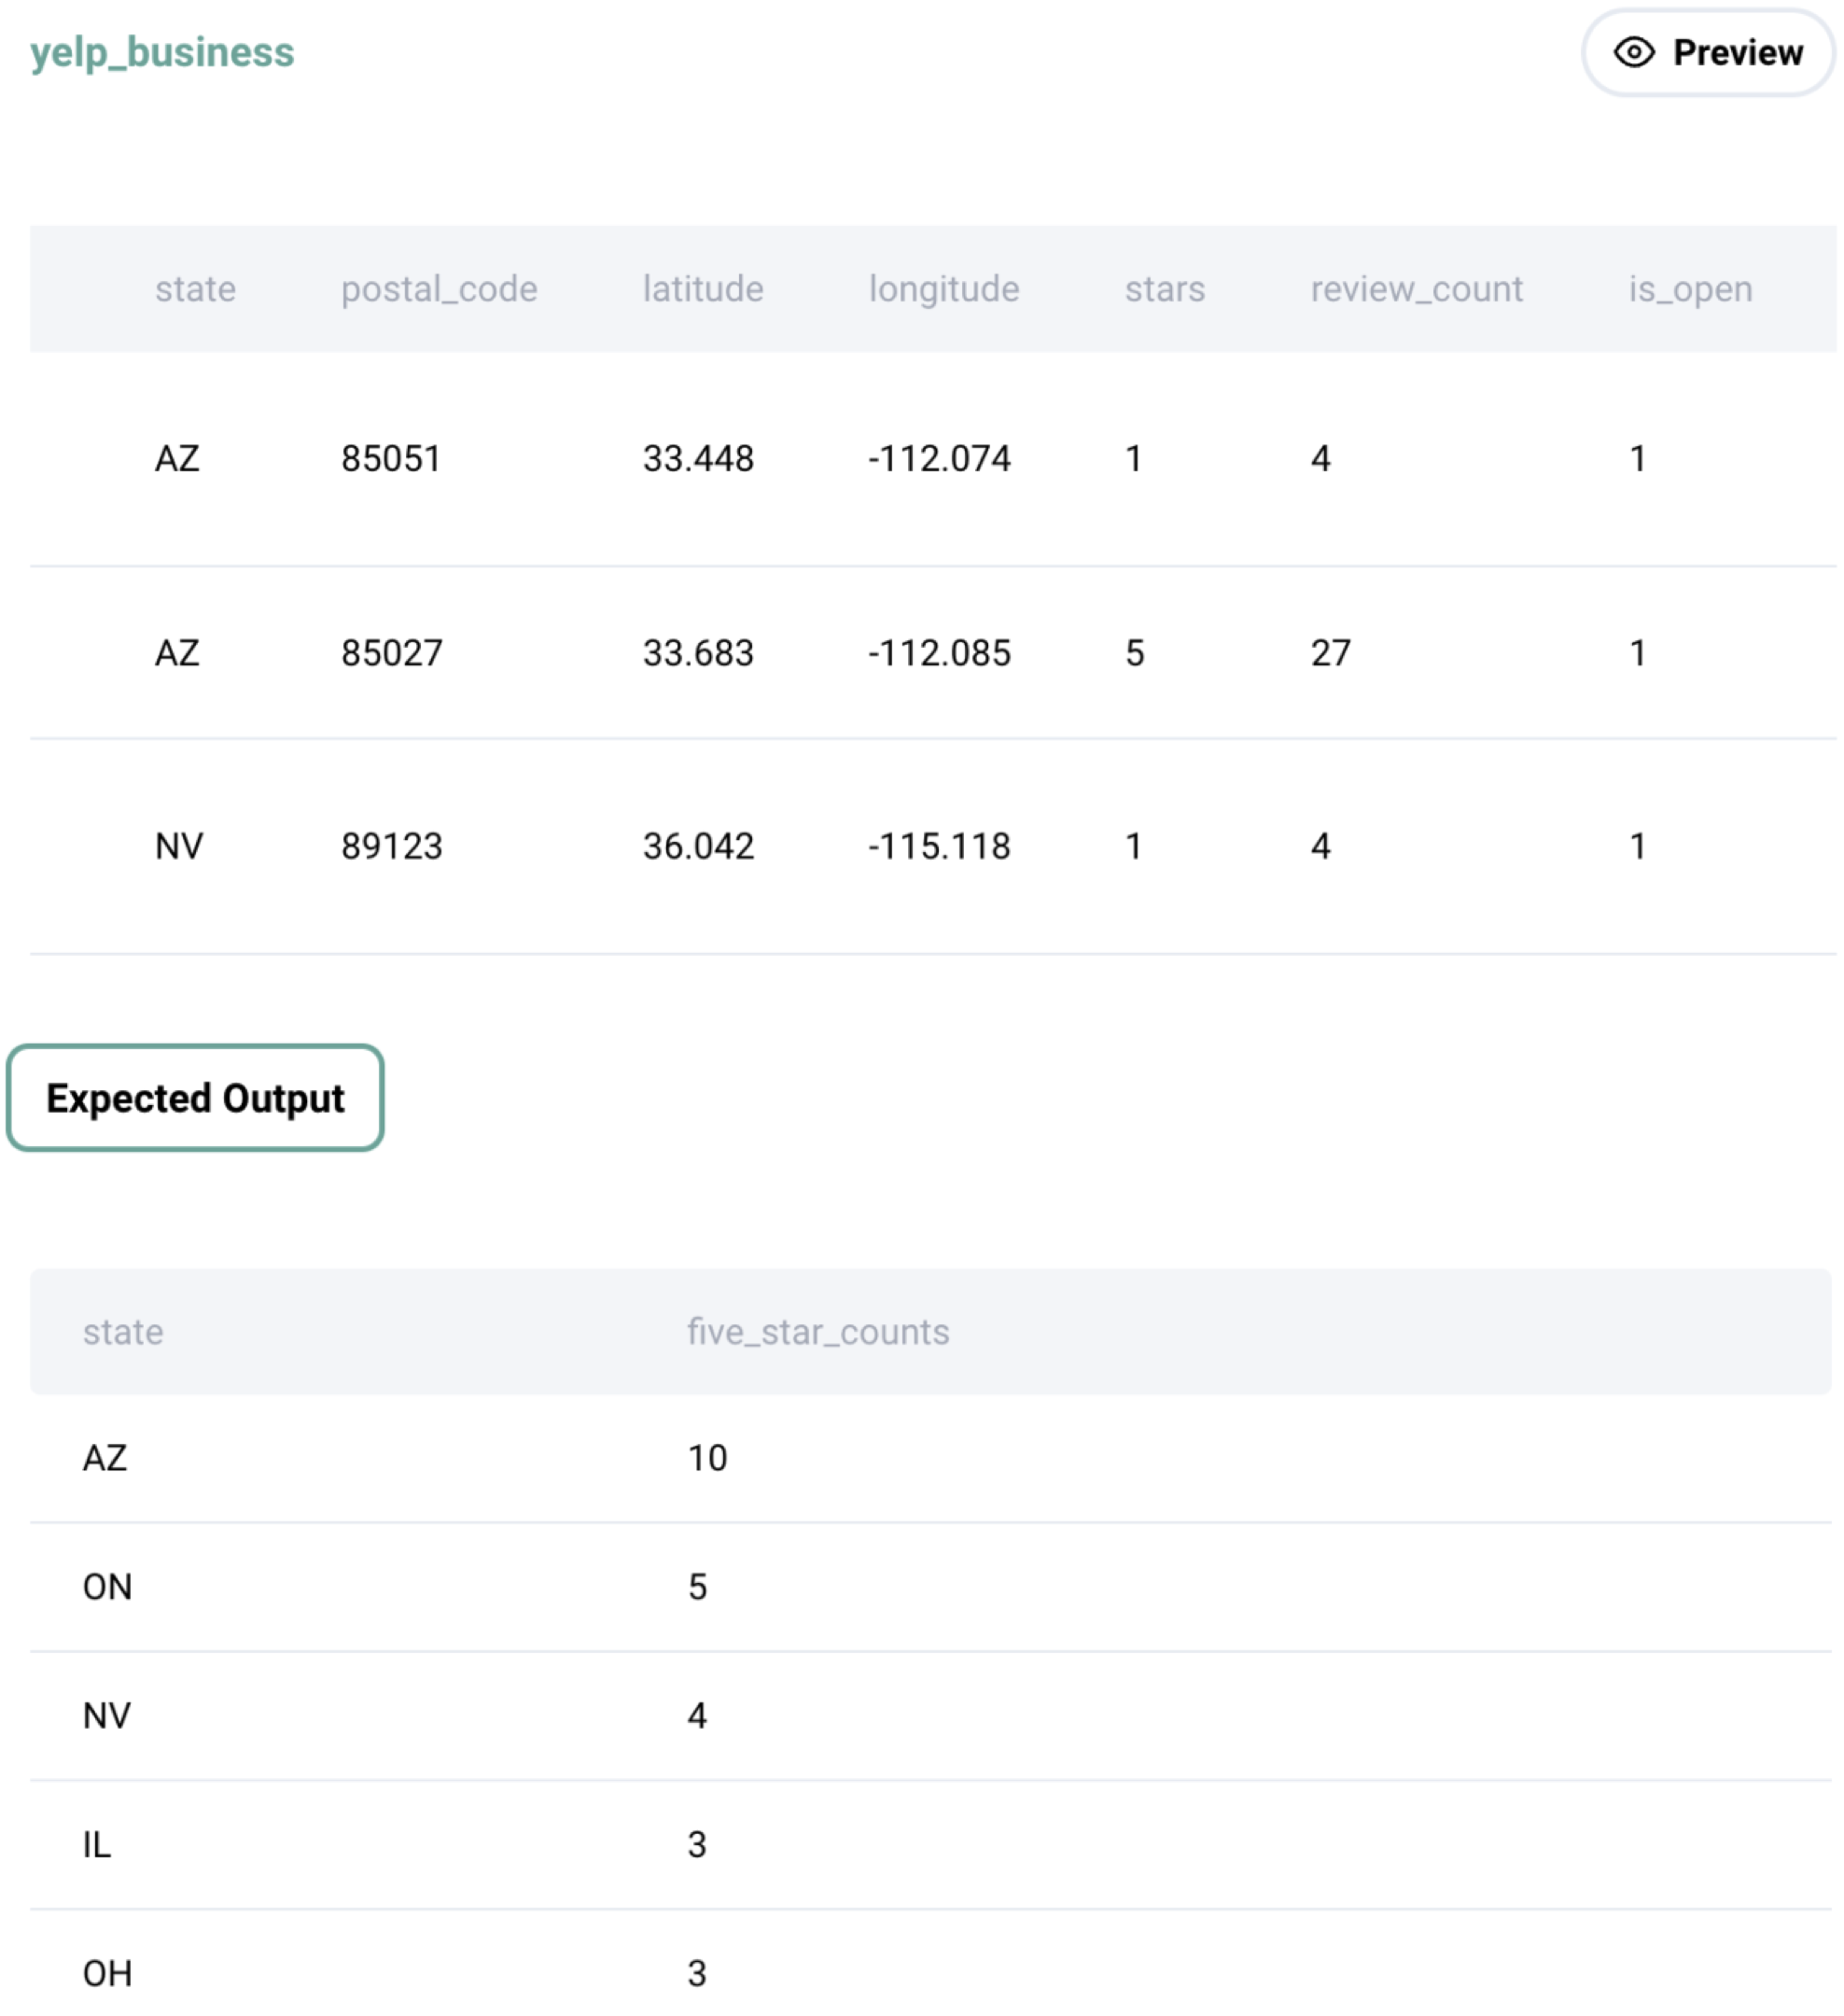 yelp_business
Preview
state postal_code latitude longitude stars review_count is_open
AZ 85051 33.448 -112.074 1 4 1
AZ 85027 33.683 -112.085 5 27 1
NV 89123 36.042 -115.118 1 4 1
Expected Output
state five_star_counts
AZ 10
ON 5
NV 4
IL 3
OH 3